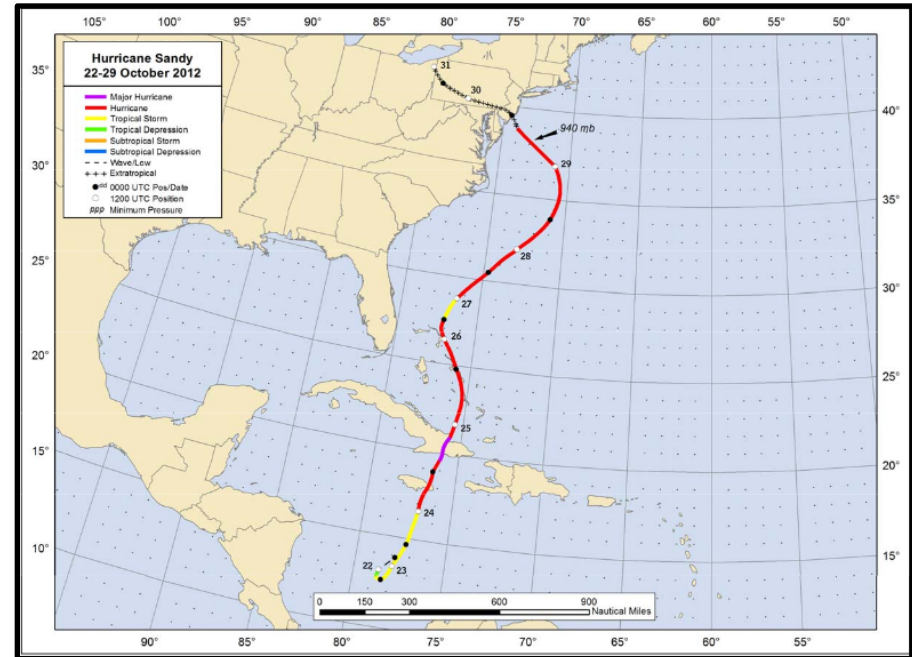 105° 100° 95° 90° 85° 80° 75° 70° 65° 60° 55° 50°
Hurricane Sandy
22-29 October 2012
Major Hurricane
Hurricane
Tropical Storm
Tropical Depression
Subtropical Storm
Subtropical Depression
Wave/Low
Extratropical
dd 0000 UTC Pos/Date
1200 UTC Position
ppp Minimum Pressure
35°
30°
25°
20°
15°
10°
40°
35°
30°
25°
20°
15°
31
30
940 mb
29
28
27
26
25
24
23
22
0 150 300 600 900
Nautical Miles
90° 85° 80° 75° 70° 65° 60° 55°